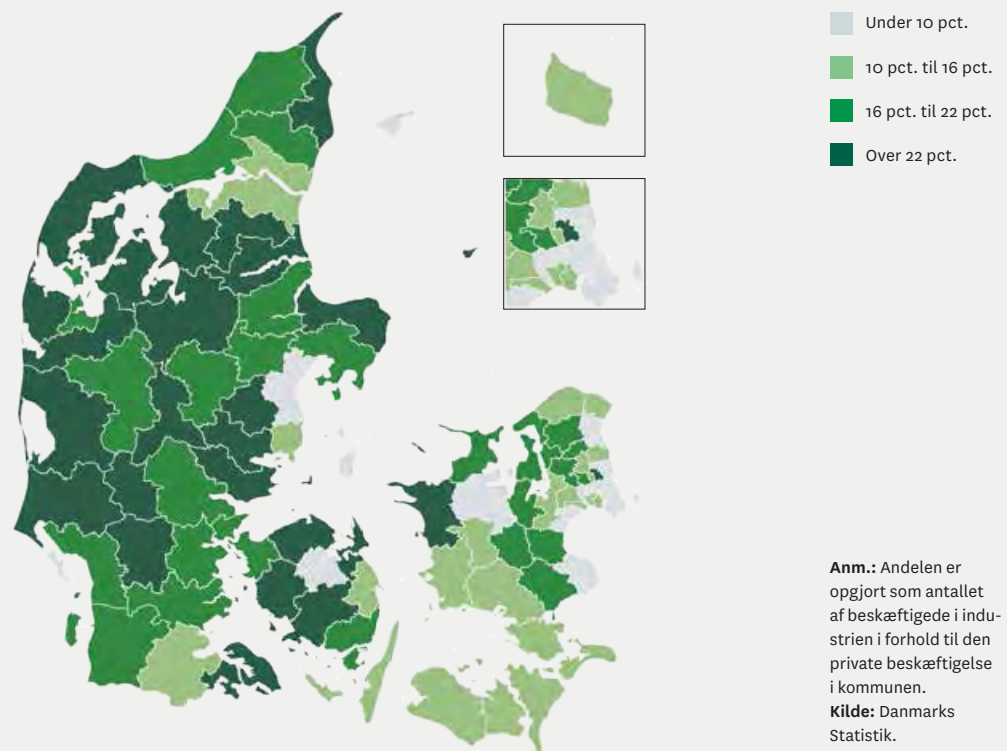 Under 10 pct.
10 pct. til 16 pct.
16 pct. til 22 pct.
Over 22 pct.
Anm.: Andelen er
opgjort som antallet
af beskæftigede i indu-
strien i forhold til den
private beskæftigelse
i kommunen.
Kilde: Danmarks
Statistik.